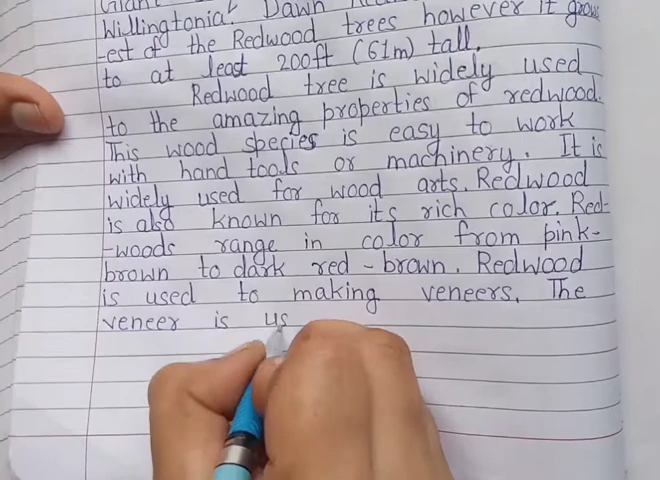 Giant
Willingtonia! Dawn
-est of the Redwood trees however it grow
to at least 200ft (61m) tall.
Redwood tree is widely used
to the amazing properties of redwood.
This wood species is easy to work
with hand tools or machinery. It is
widely used for wood arts. Redwood
is also known for its rich color. Red-
-woods range in color from pink-
brown to dark red-brown. Redwood
is used to making veneers. The
veneer is us